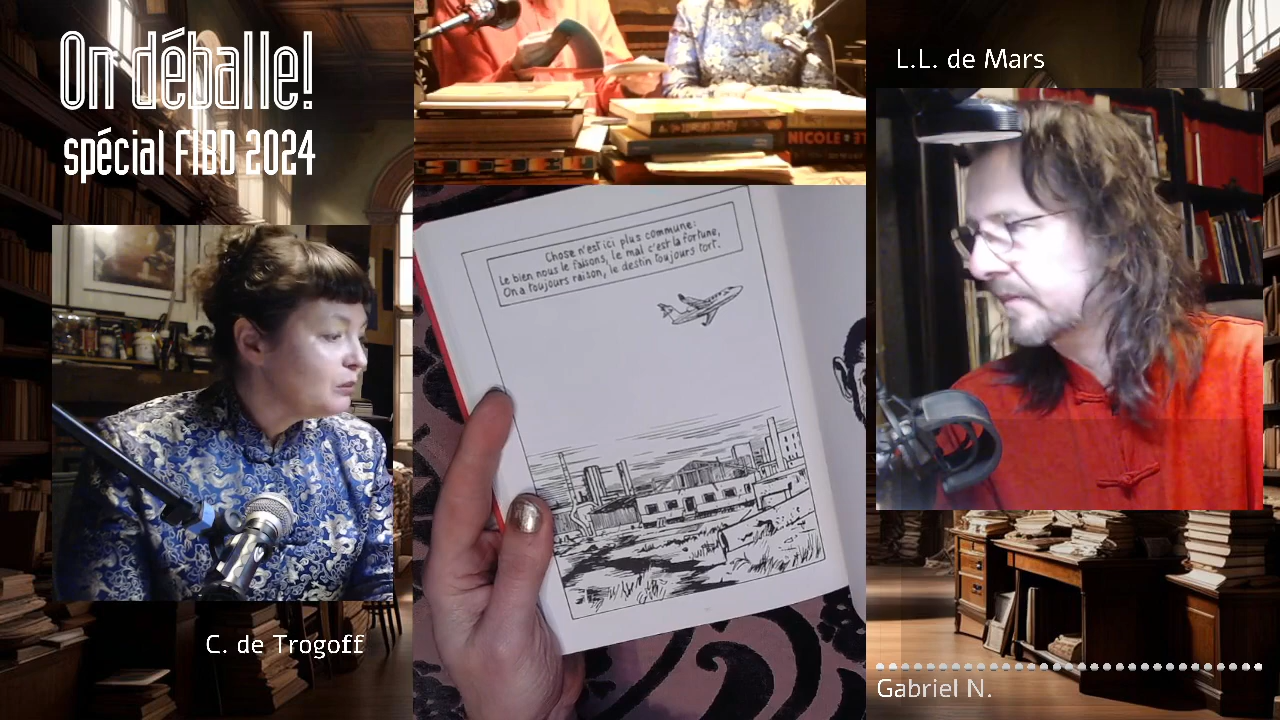 On déballe!
spécial FIBD 2024
C. de Trogoff
NICOLE
Chose n'est ici plus commune:
Le bien nous le faisons, le mal c'est la fortune,
On a toujours raison, le destin toujours tort.
L.L. de Mars
Gabriel N.